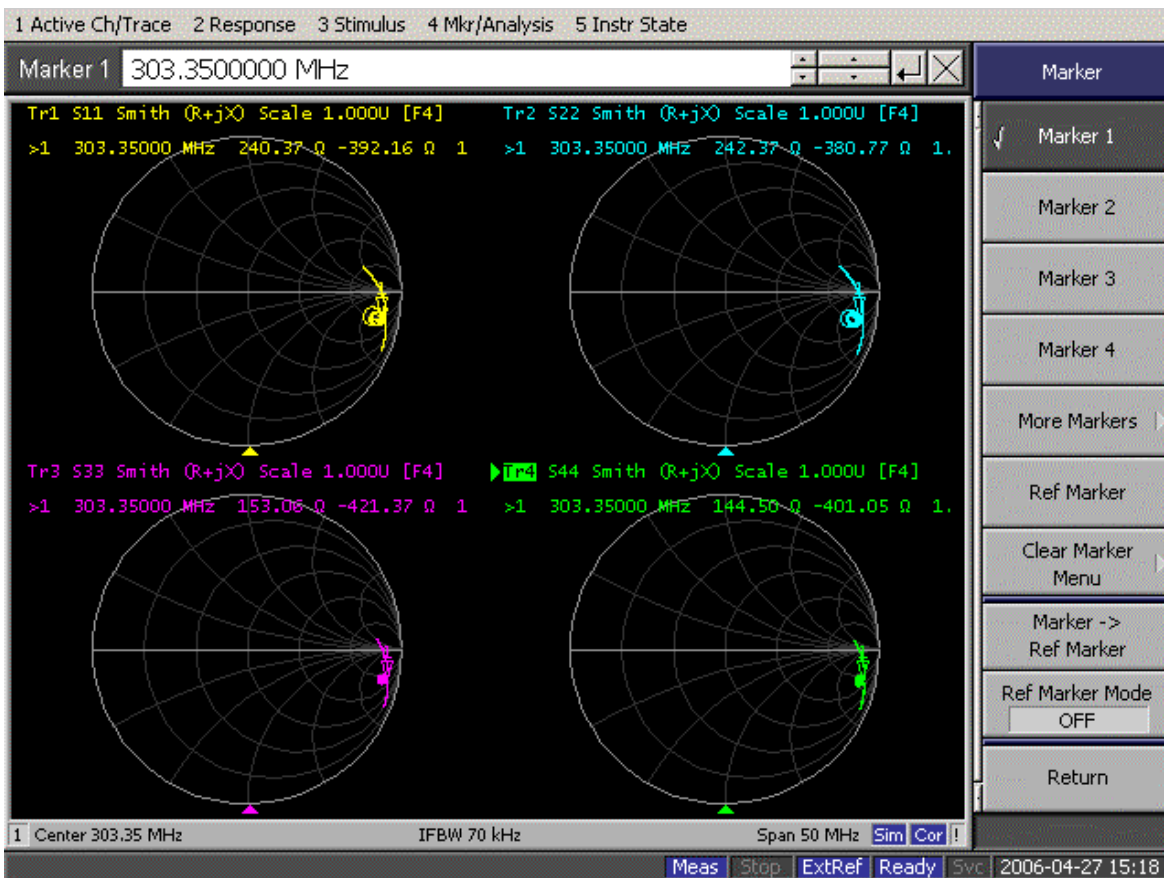 1 Active Ch/Trace 2 Response 3 Stimulus 4 Mkr/Analysis 5 Instr State
Marker 1 303.3500000 MHz
Tr1 S11 Smith (R+jX) Scale 1.000U [F4]
>1 303.35000 MHz 240.37 Ω -392.16 Ω 1
Tr2 S22 Smith (R+jX) Scale 1.000U [F4]
>1 303.35000 MHz 242.37 Ω -380.77 Ω 1.
Tr3 S33 Smith (R+jX) Scale 1.000U [F4]
>1 303.35000 MHz 153.06 Ω -421.37 Ω 1
Tr4 S44 Smith (R+jX) Scale 1.000U [F4]
>1 303.35000 MHz 144.50 Ω -401.05 Ω 1.
1 Center 303.35 MHz IFBW 70 kHz Span 50 MHz Sim Cor !
Marker
√ Marker 1
Marker 2
Marker 3
Marker 4
More Markers
Ref Marker
Clear Marker
Menu
Marker ->
Ref Marker
Ref Marker Mode
OFF
Return
Meas Stop ExtRef Ready Svc 2006-04-27 15:18